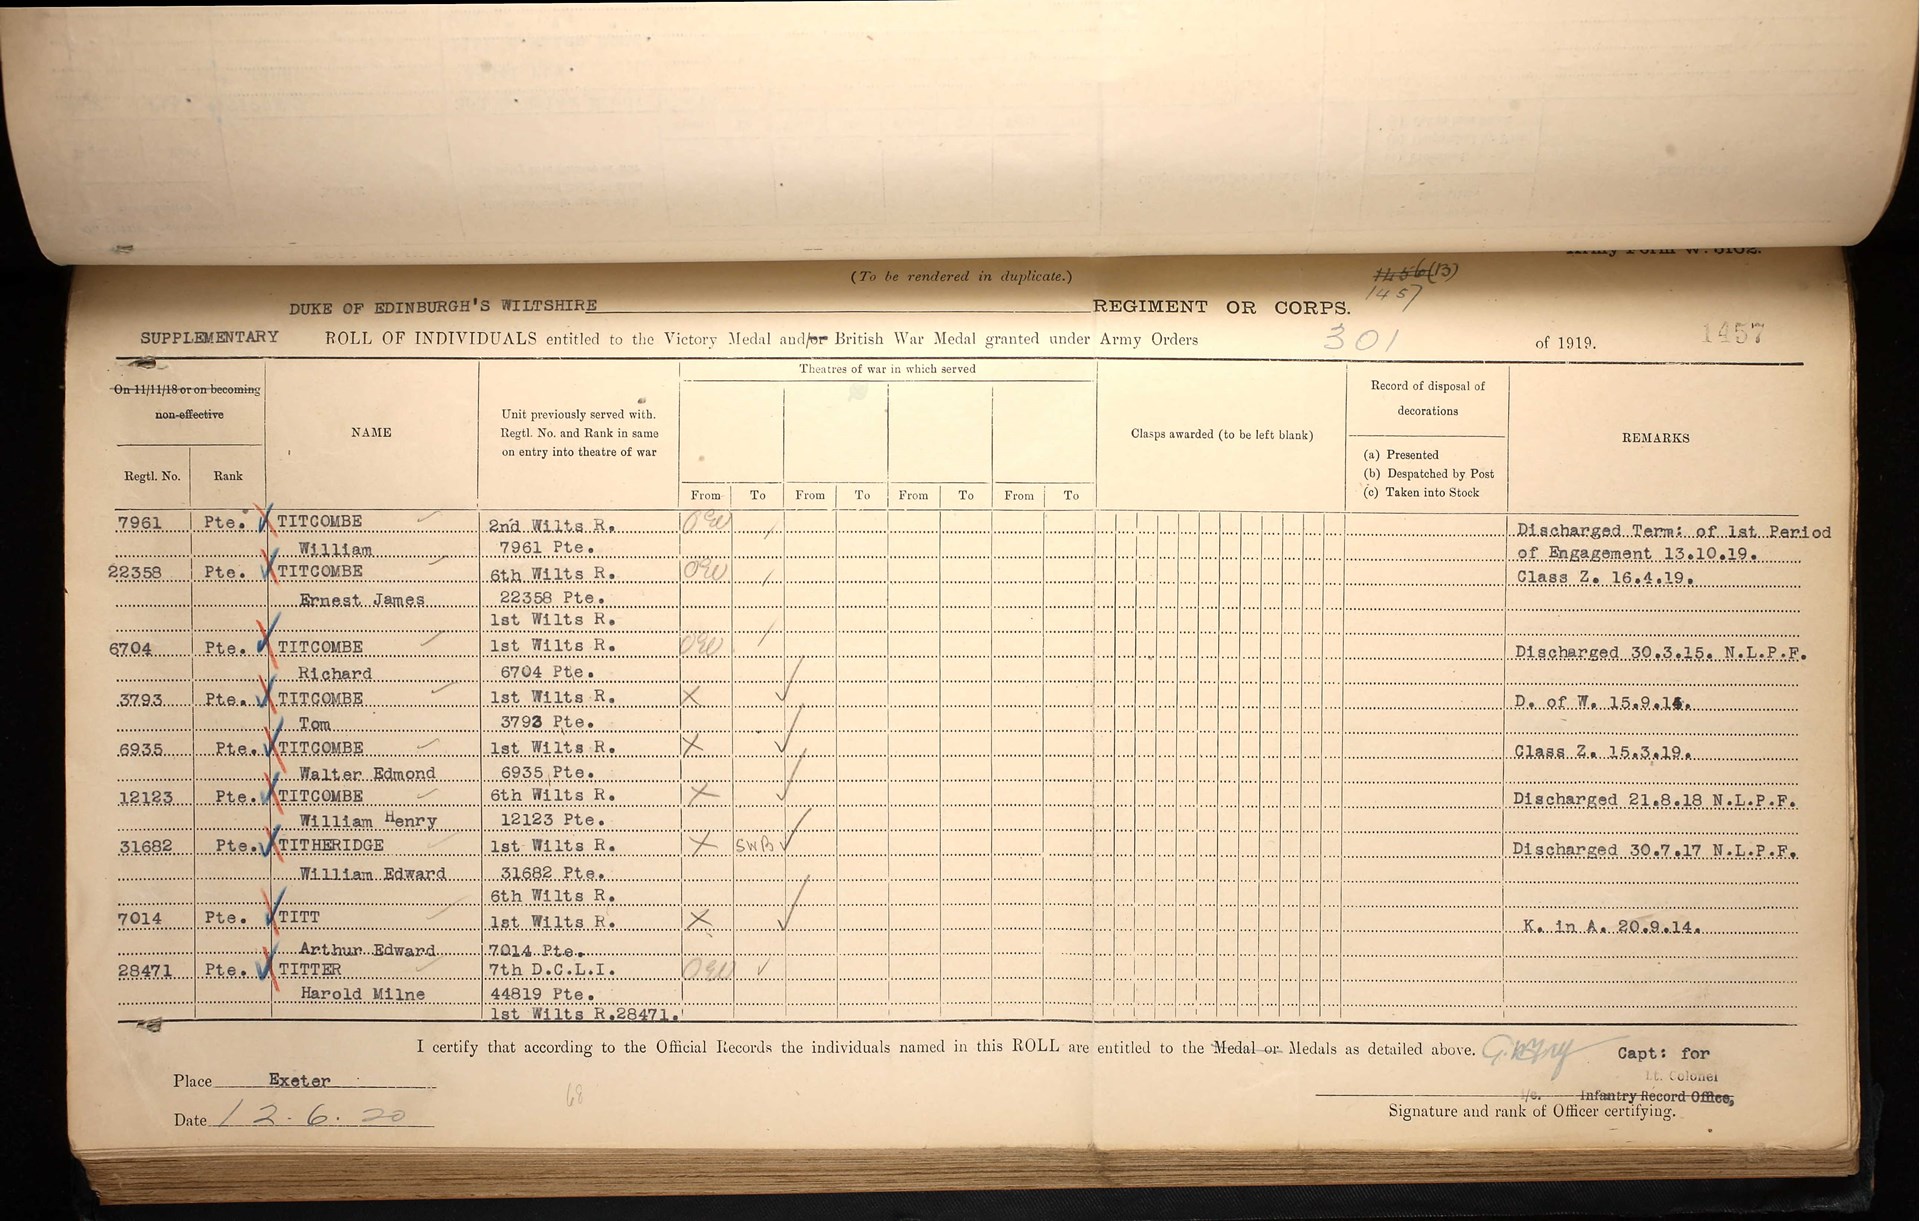 (To be rendered in duplicate.)
1456 (13)
1457
DUKE OF EDINBURGH'S WILTSHIRE REGIMENT OR CORPS.
SUPPLEMENTARY ROLL OF INDIVIDUALS entitled to the Victory Medal and/or British War Medal granted under Army Orders 301 of 1919. 1457
On 11/11/18 or on becoming non-effective
Regtl. No. Rank
NAME
Unit previously served with.
Regtl. No. and Rank in same
on entry into theatre of war
Theatres of war in which served
From To From To From To From To
Clasps awarded (to be left blank)
Record of disposal of
decorations
(a) Presented
(b) Despatched by Post
(c) Taken into Stock
REMARKS
7961 Pte. TITCOMBE 2nd Wilts R. Discharged Term: of 1st Period
William 7961 Pte. of Engagement 13.10.19.
22358 Pte. TITCOMBE 6th Wilts R. Class Z. 16.4.19.
Ernest James 22358 Pte.
1st Wilts R.
6704 Pte. TITCOMBE 1st Wilts R. Discharged 30.3.15. N.L.P.F.
Richard 6704 Pte.
3793 Pte. TITCOMBE 1st Wilts R. X D. of W. 15.9.14.
Tom 3793 Pte.
6935 Pte. TITCOMBE 1st Wilts R. X Class Z. 15.3.19.
Walter Edmond 6935 Pte.
12123 Pte. TITCOMBE 6th Wilts R. X Discharged 21.8.18 N.L.P.F.
William Henry 12123 Pte.
31682 Pte. TITHERIDGE 1st Wilts R. X SWB Discharged 30.7.17 N.L.P.F.
William Edward 31682 Pte.
6th Wilts R.
7014 Pte. TITT 1st Wilts R. X K. in A. 20.9.14.
Arthur Edward 7014 Pte.
28471 Pte. TITTER 7th D.C.L.I.
Harold Milne 44819 Pte.
1st Wilts R.28471.
I certify that according to the Official Records the individuals named in this ROLL are entitled to the Medal or Medals as detailed above.
Capt: for
Lt. Colonel
i/c. Infantry Record Office,
Signature and rank of Officer certifying.
Place Exeter
68
Date 12.6.20